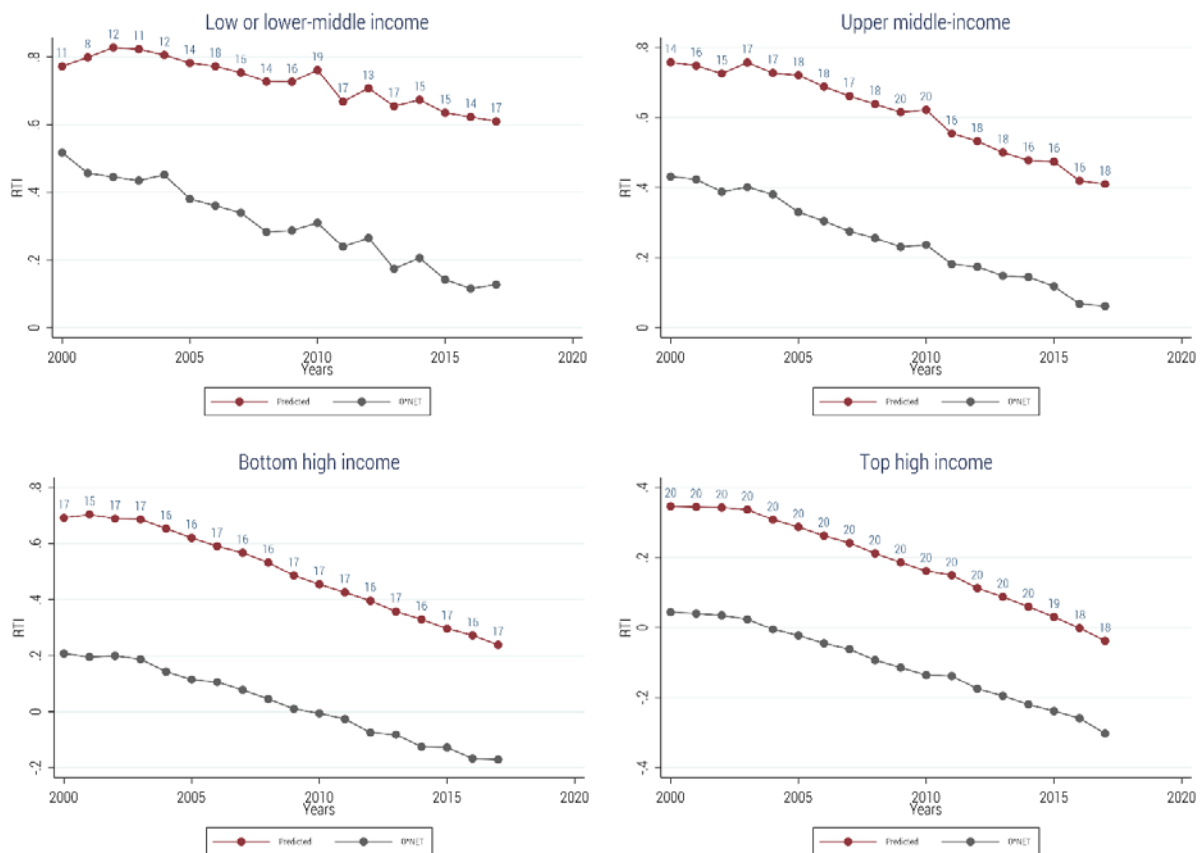 Low or lower-middle income
11 8 12 11 12 14 18 16 14 16 19 17 13 17 15 15 14 17
RTI
.8
.6
.4
.2
0
2000 2005 2010 2015 2020
Years
Predicted O*NET
Upper middle-income
14 16 15 17 17 18 18 17 18 20 20 16 18 18 16 16 16 18
RTI
.8
.6
.4
.2
0
2000 2005 2010 2015 2020
Years
Predicted O*NET
Bottom high income
17 15 17 17 16 16 17 16 16 17 17 17 16 17 16 17 16 17
RTI
.8
.6
.4
.2
0
-.2
2000 2005 2010 2015 2020
Years
Predicted O*NET
Top high income
20 20 20 20 20 20 20 20 20 20 20 20 20 20 20 19 18 18
RTI
.4
.2
0
-.2
-.4
2000 2005 2010 2015 2020
Years
Predicted O*NET